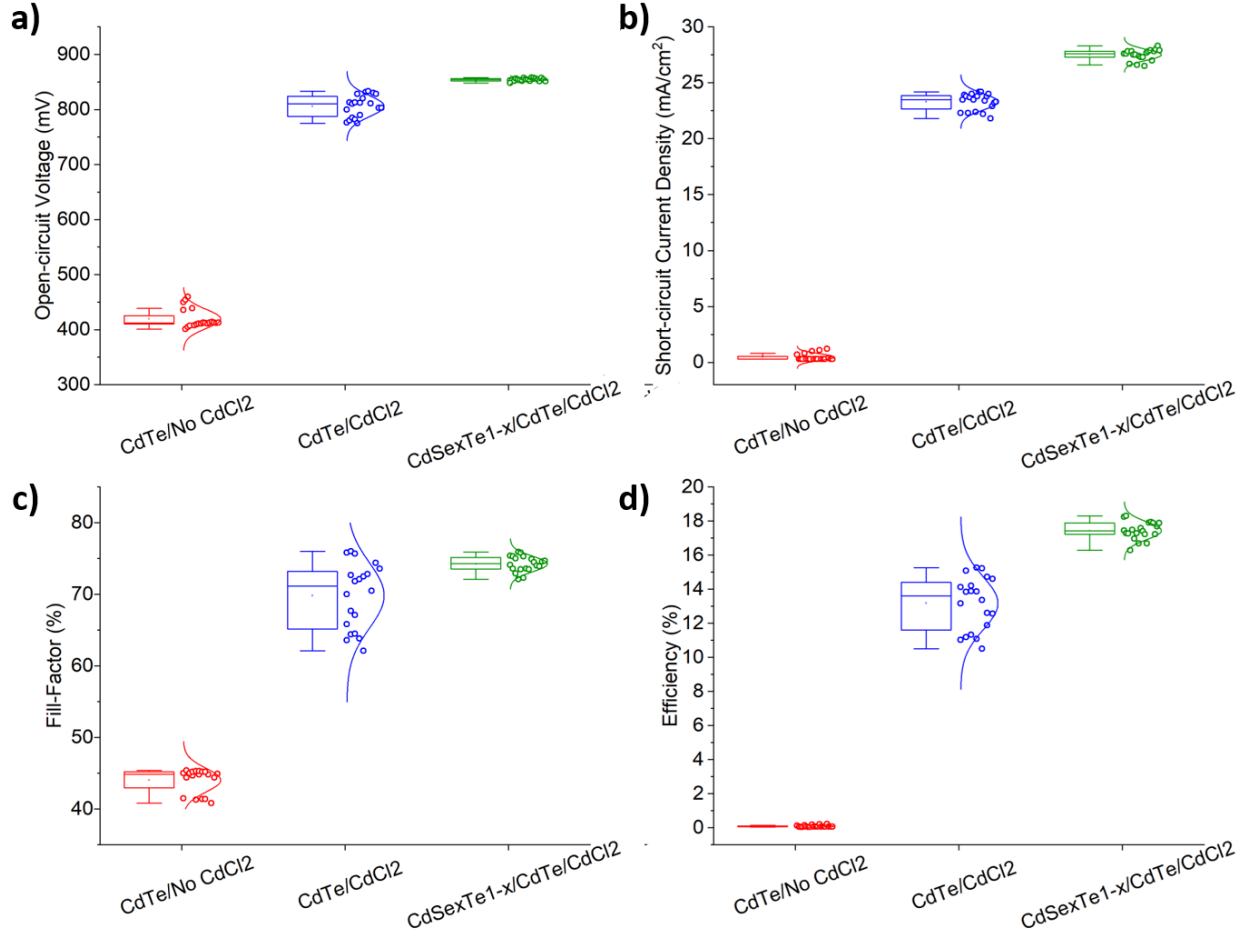 a)
Open-circuit Voltage (mV)
900
800
700
600
500
400
300
CdTe/No CdCl2
CdTe/CdCl2
CdSexTe1-x/CdTe/CdCl2
b)
Short-circuit Current Density (mA/cm²)
30
25
20
15
10
5
0
CdTe/No CdCl2
CdTe/CdCl2
CdSexTe1-x/CdTe/CdCl2
c)
Fill-Factor (%)
80
70
60
50
40
CdTe/No CdCl2
CdTe/CdCl2
CdSexTe1-x/CdTe/CdCl2
d)
Efficiency (%)
20
18
16
14
12
10
8
6
4
2
0
CdTe/No CdCl2
CdTe/CdCl2
CdSexTe1-x/CdTe/CdCl2